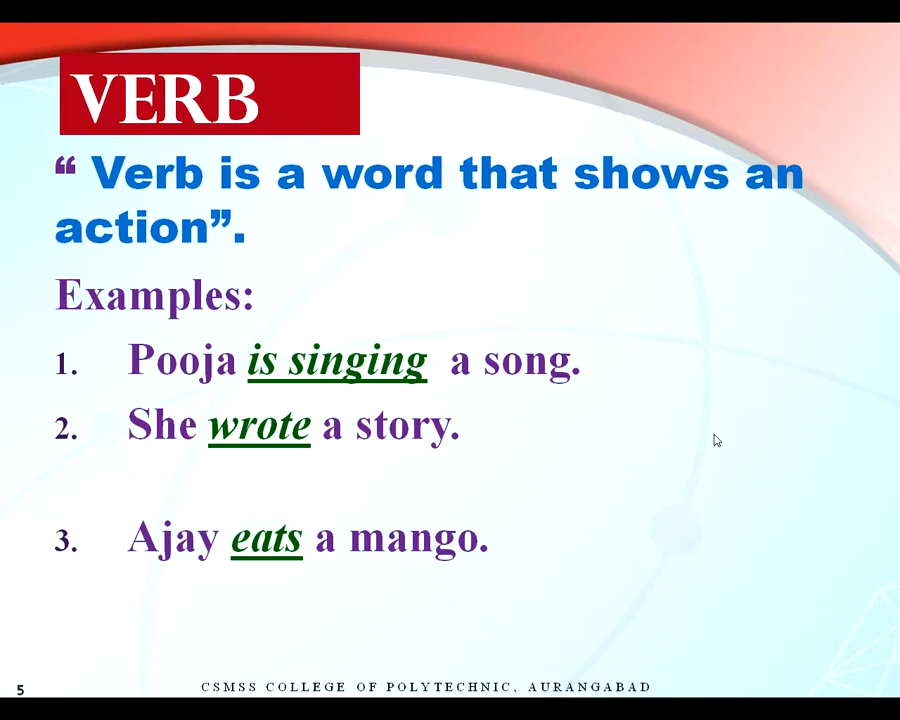 VERB
“ Verb is a word that shows an
action”.
Examples:
1. Pooja is singing a song.
2. She wrote a story.
3. Ajay eats a mango.
5 CSMSS COLLEGE OF POLYTECHNIC, AURANGABAD